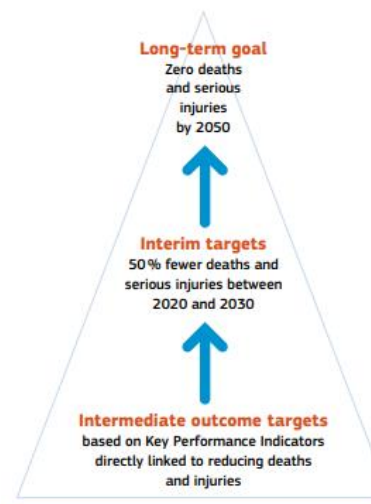 Long-term goal
Zero deaths
and serious
injuries
by 2050
Interim targets
50 % fewer deaths and
serious injuries between
2020 and 2030
Intermediate outcome targets
based on Key Performance Indicators
directly linked to reducing deaths
and injuries